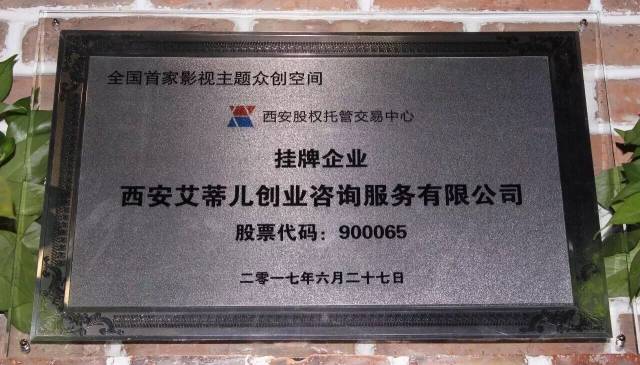 全国首家影视主题众创空间
西安股权托管交易中心
挂牌企业
西安艾蒂儿创业咨询服务有限公司
股票代码：900065
二零一七年六月二十七日